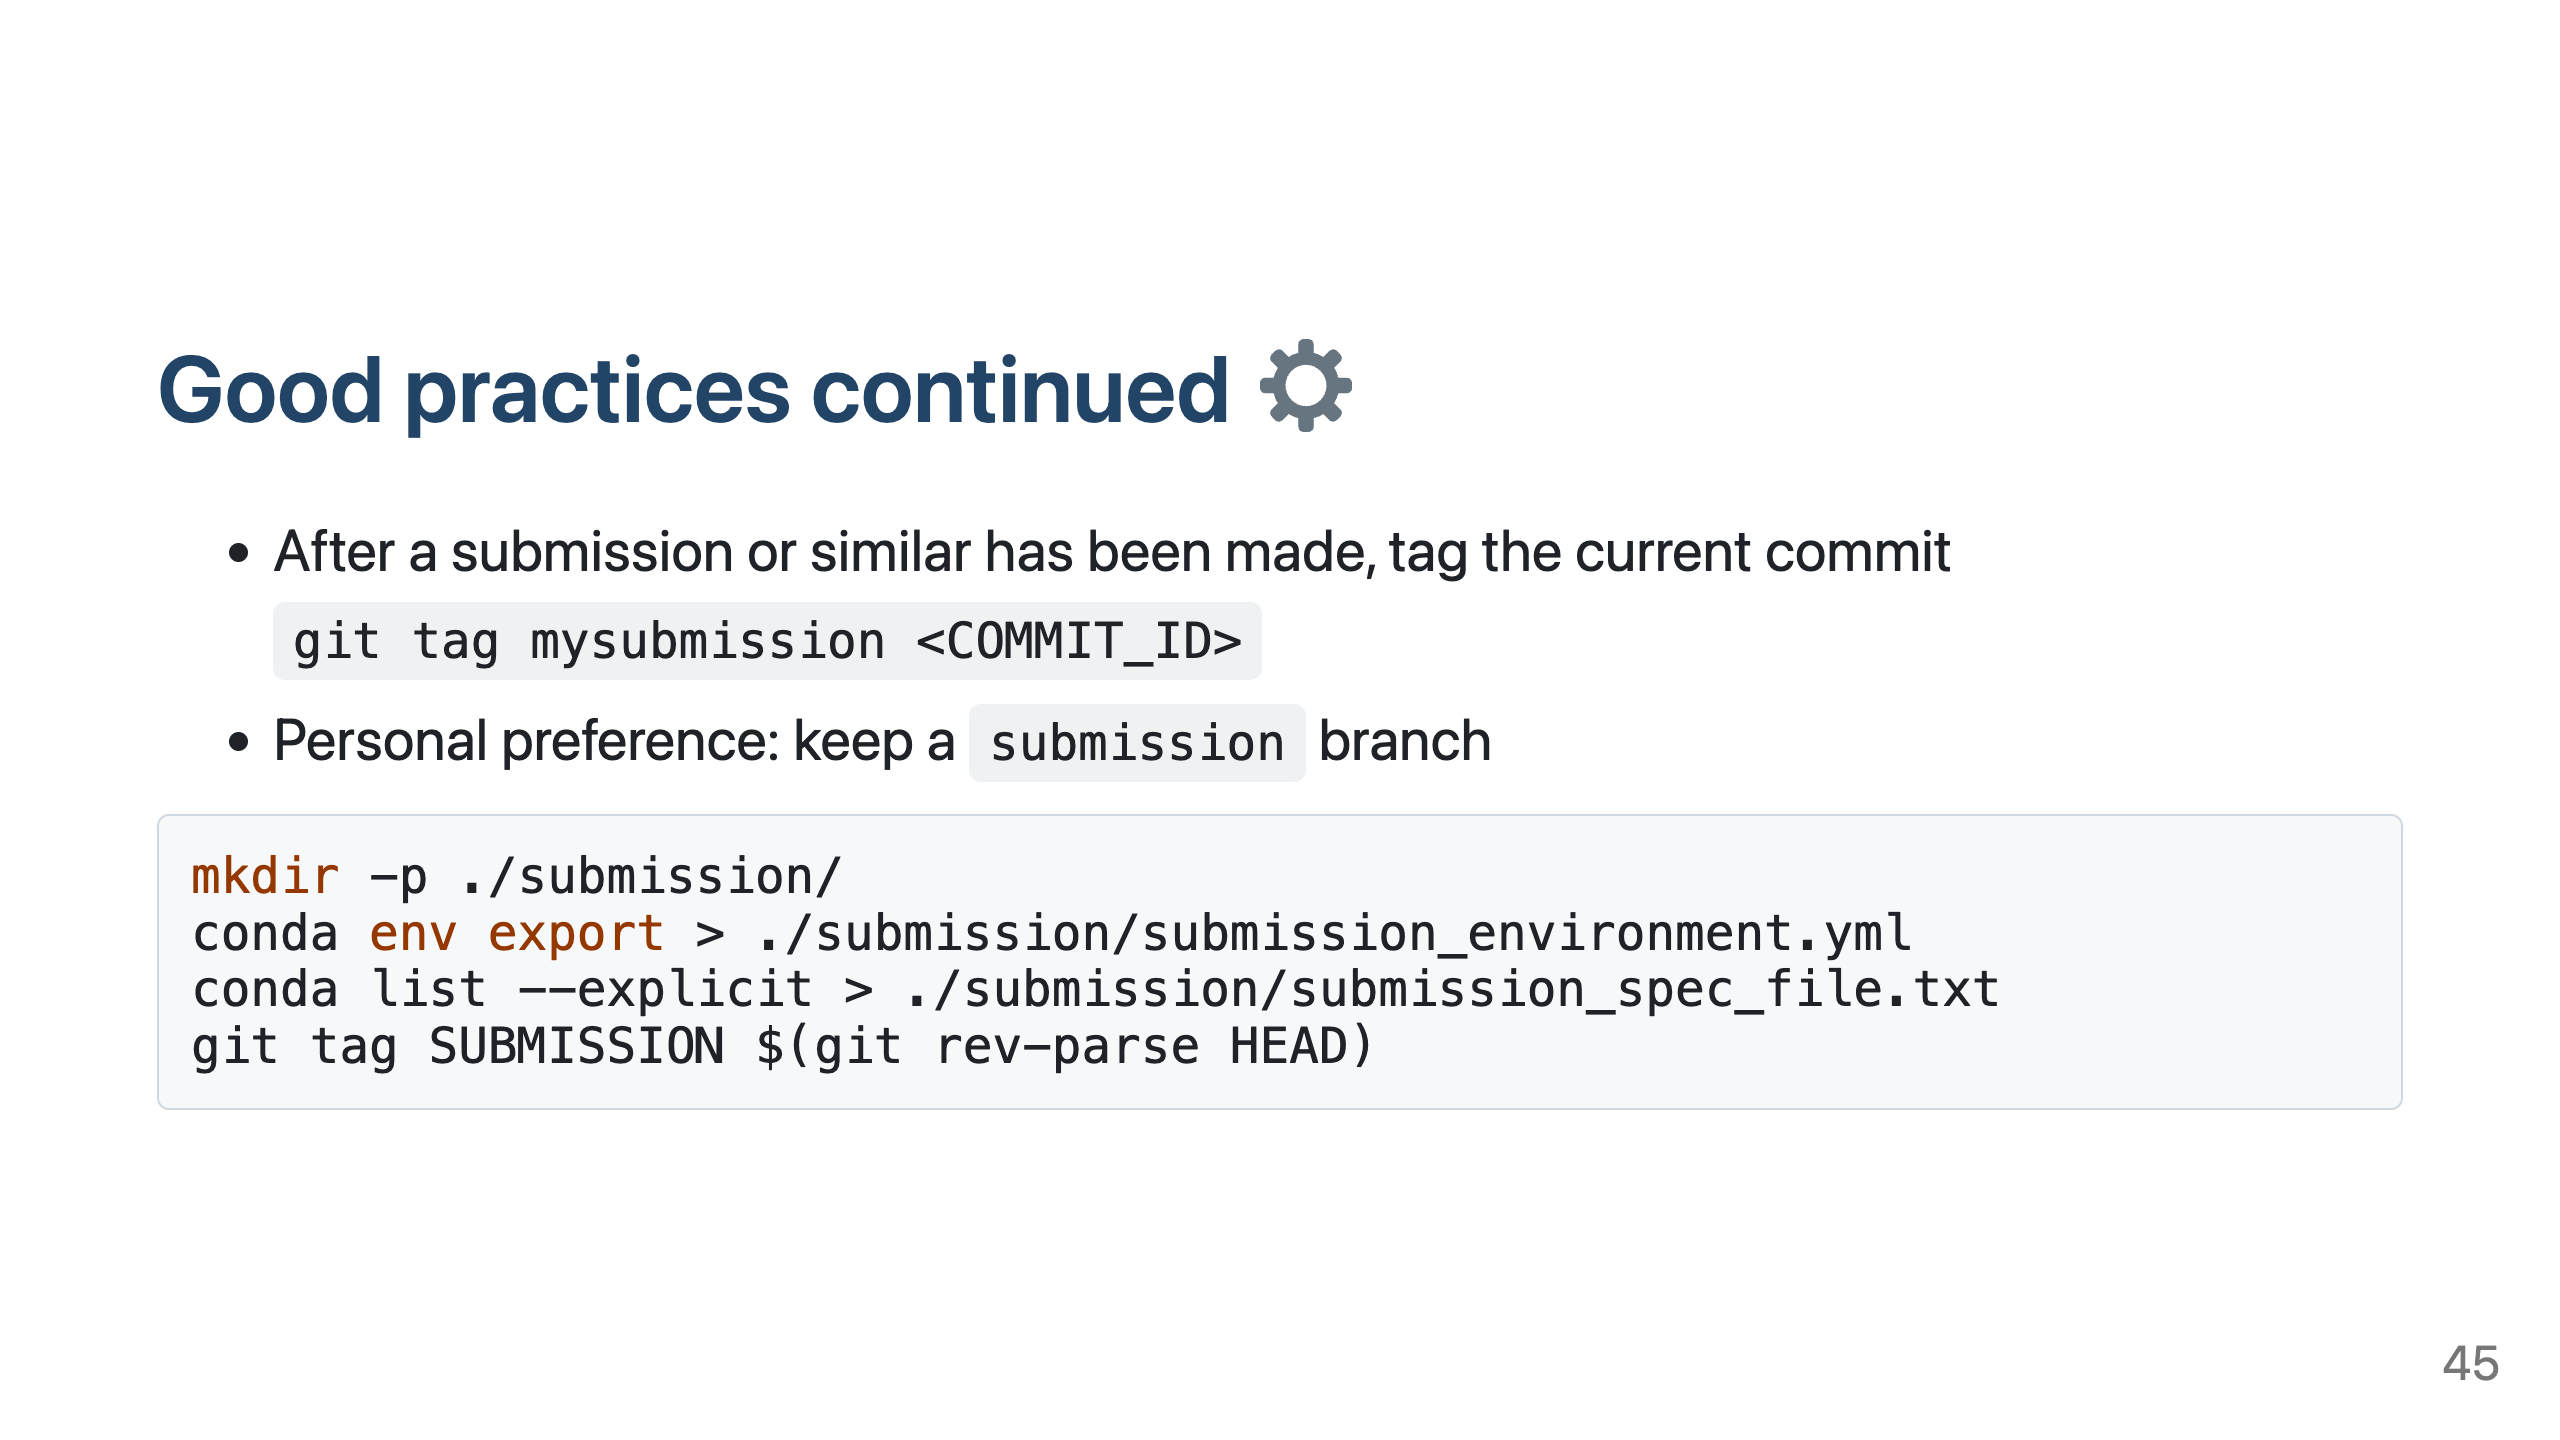 Good practices continued
• After a submission or similar has been made, tag the current commit
git tag mysubmission <COMMIT_ID>
• Personal preference: keep a submission branch
mkdir -p ./submission/
conda env export > ./submission/submission_environment.yml
conda list --explicit > ./submission/submission_spec_file.txt
git tag SUBMISSION $(git rev-parse HEAD)
45